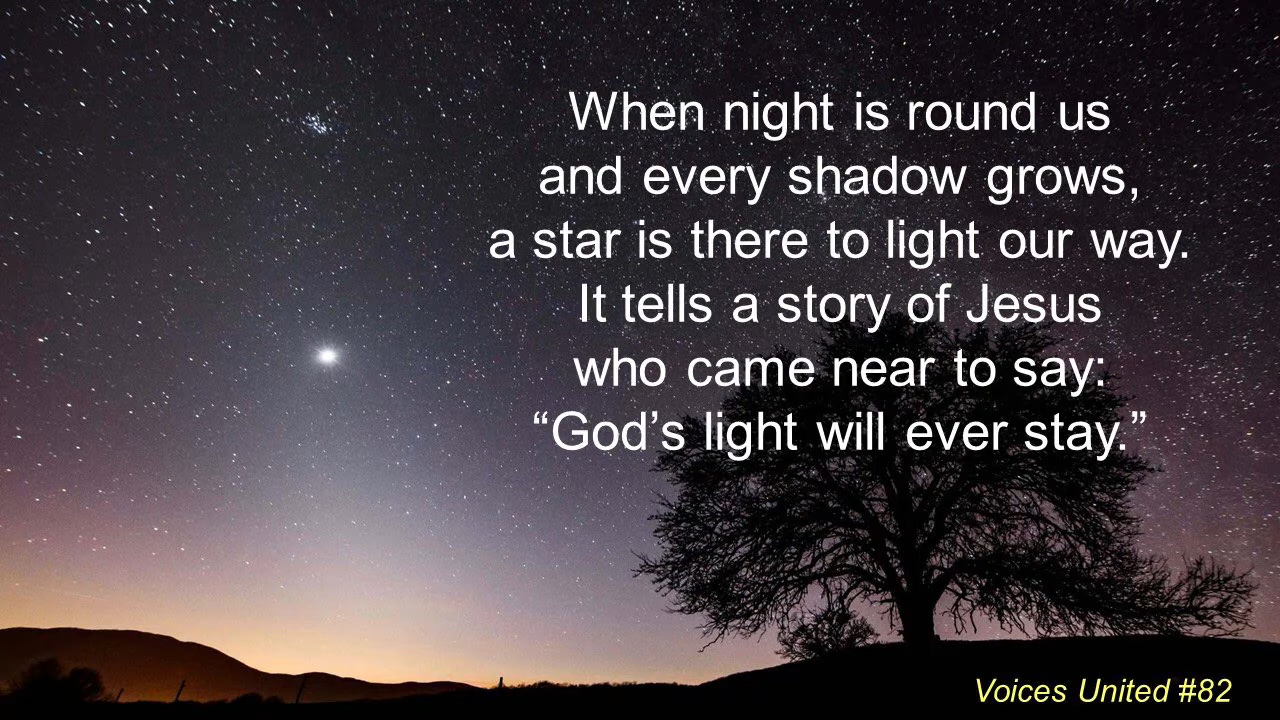 When night is round us
and every shadow grows,
a star is there to light our way.
It tells a story of Jesus
who came near to say:
“God’s light will ever stay.”
Voices United #82